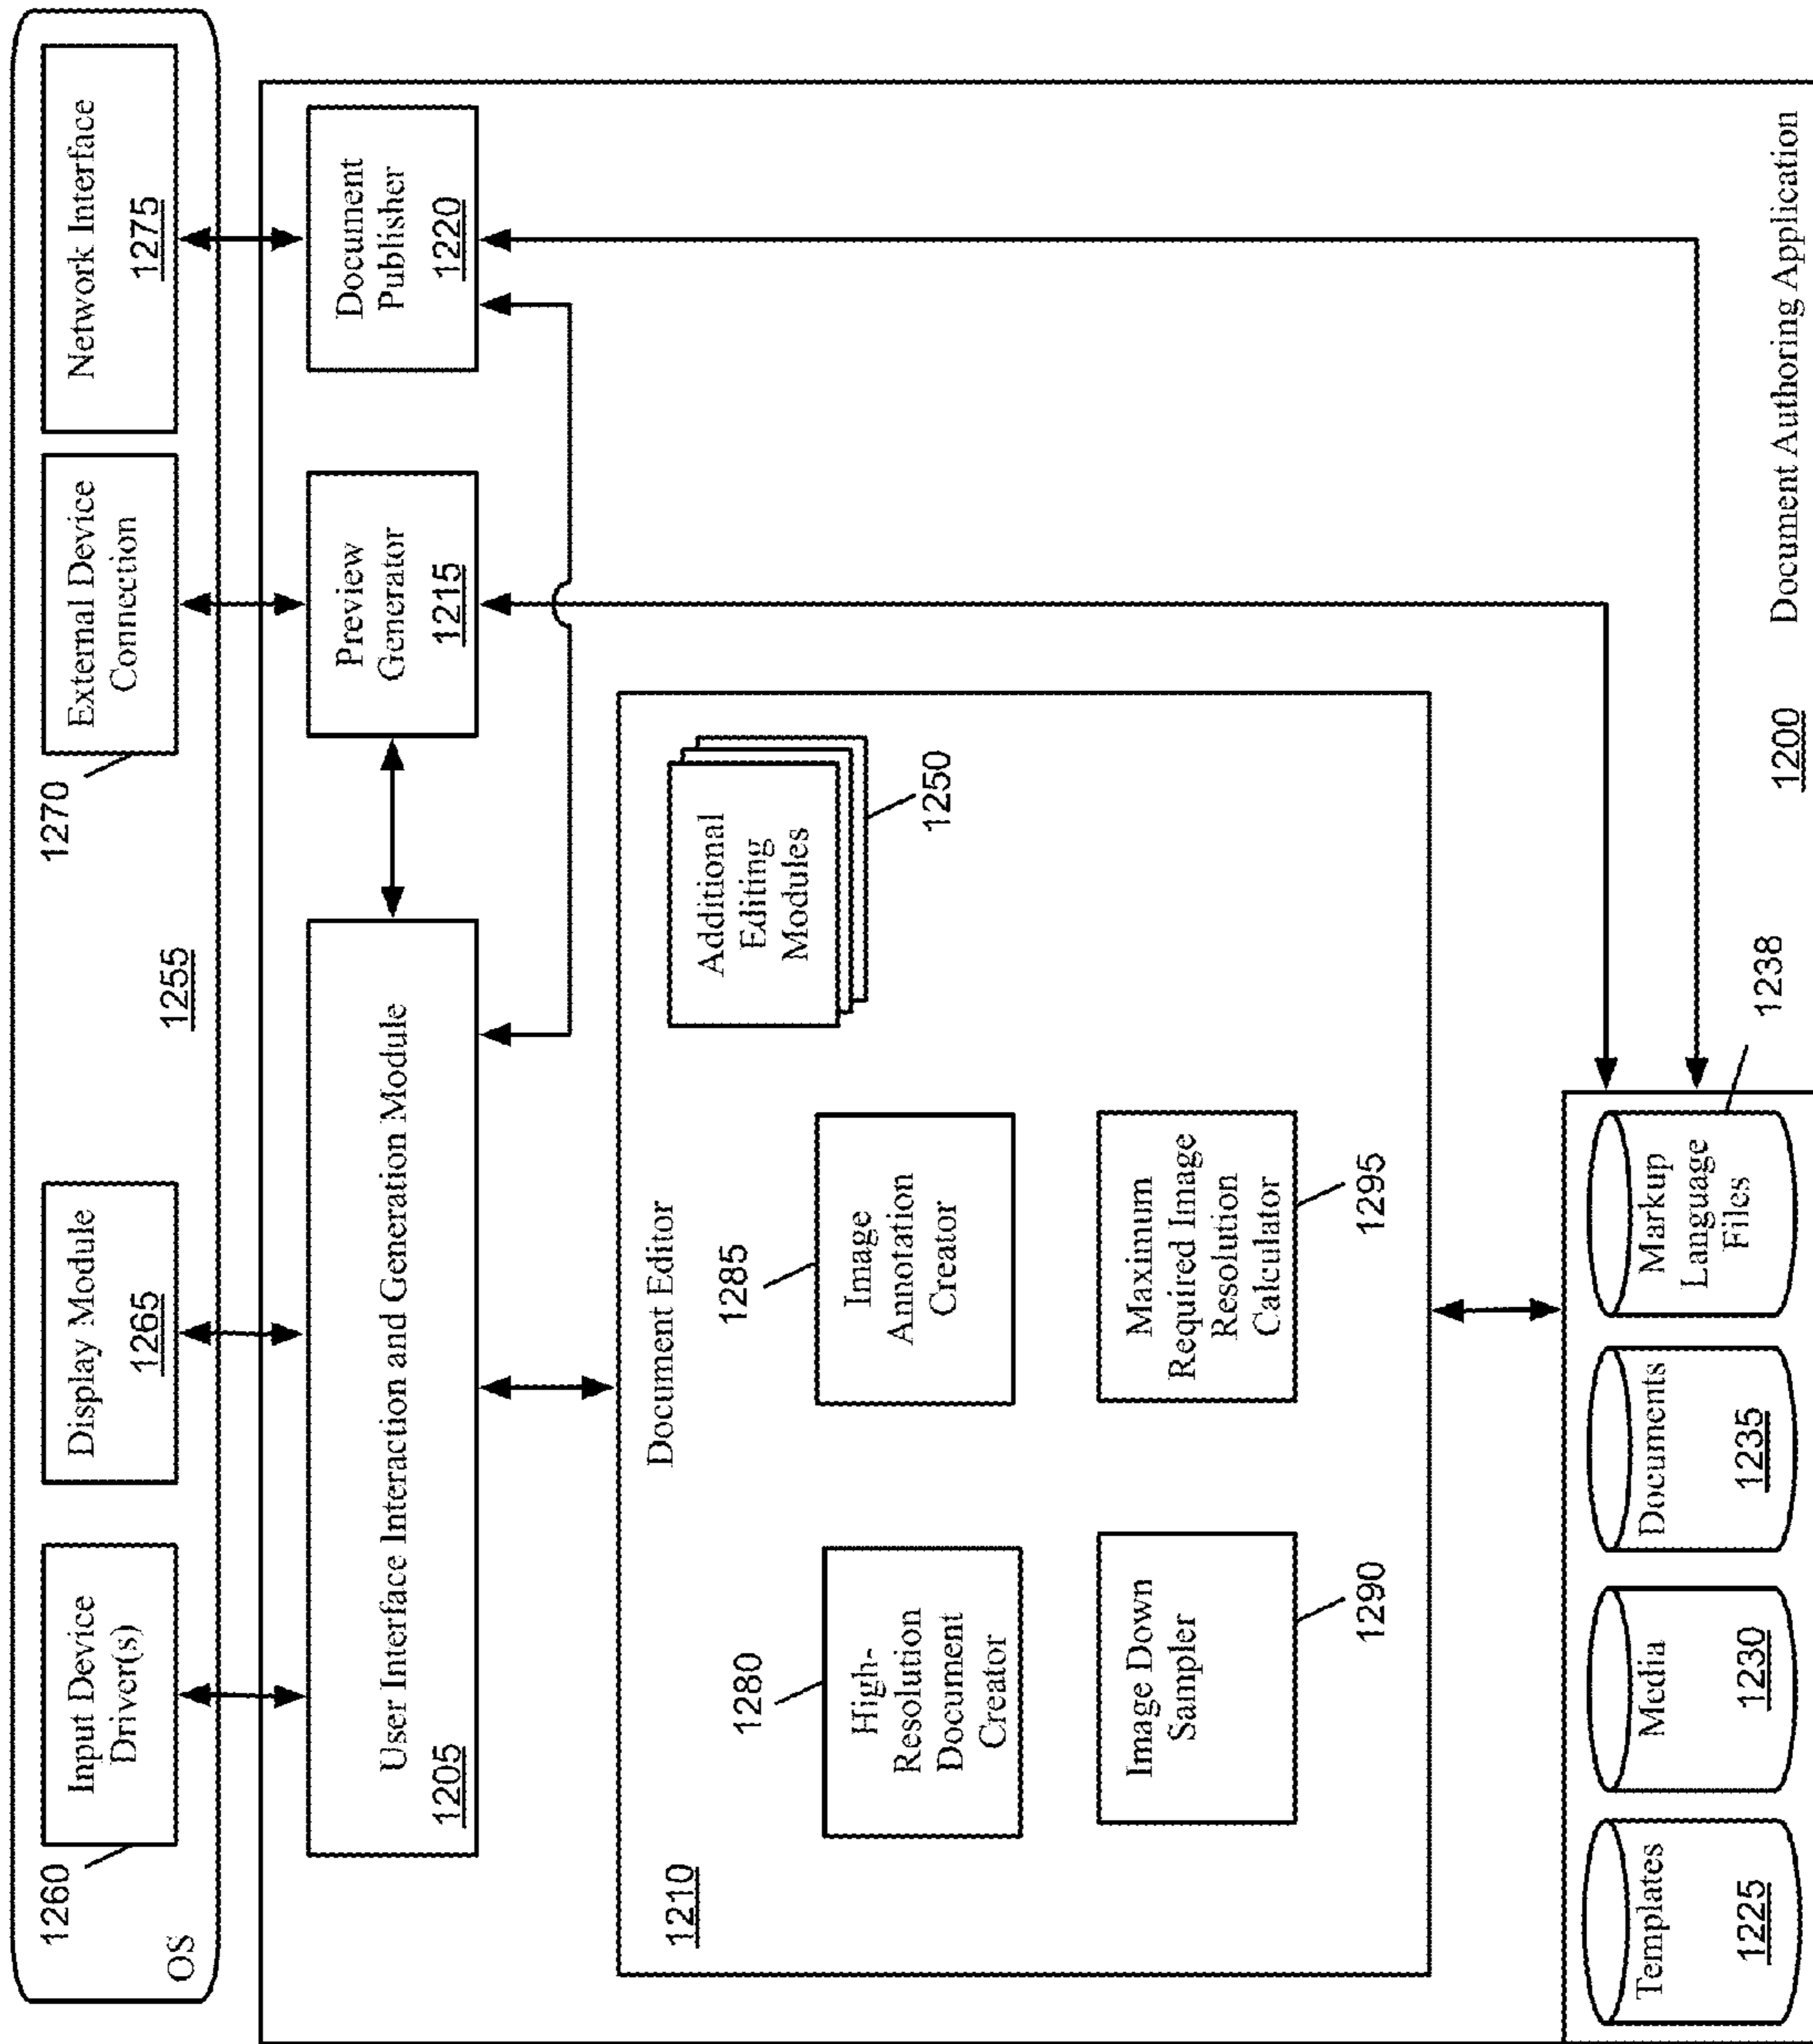 OS
1260
Input Device
Driver(s)
Display Module
1265
1255
1270
External Device
Connection
Network Interface
1275
User Interface Interaction and Generation Module
1205
Preview
Generator
1215
Document
Publisher
1220
Document Editor
1210
1280
High-
Resolution
Document
Creator
1285
Image
Annotation
Creator
Additional
Editing
Modules
1250
Image Down
Sampler
1290
Maximum
Required Image
Resolution
Calculator
1295
Templates
1225
Media
1230
Documents
1235
Markup
Language
Files
1238
1200
Document Authoring Application